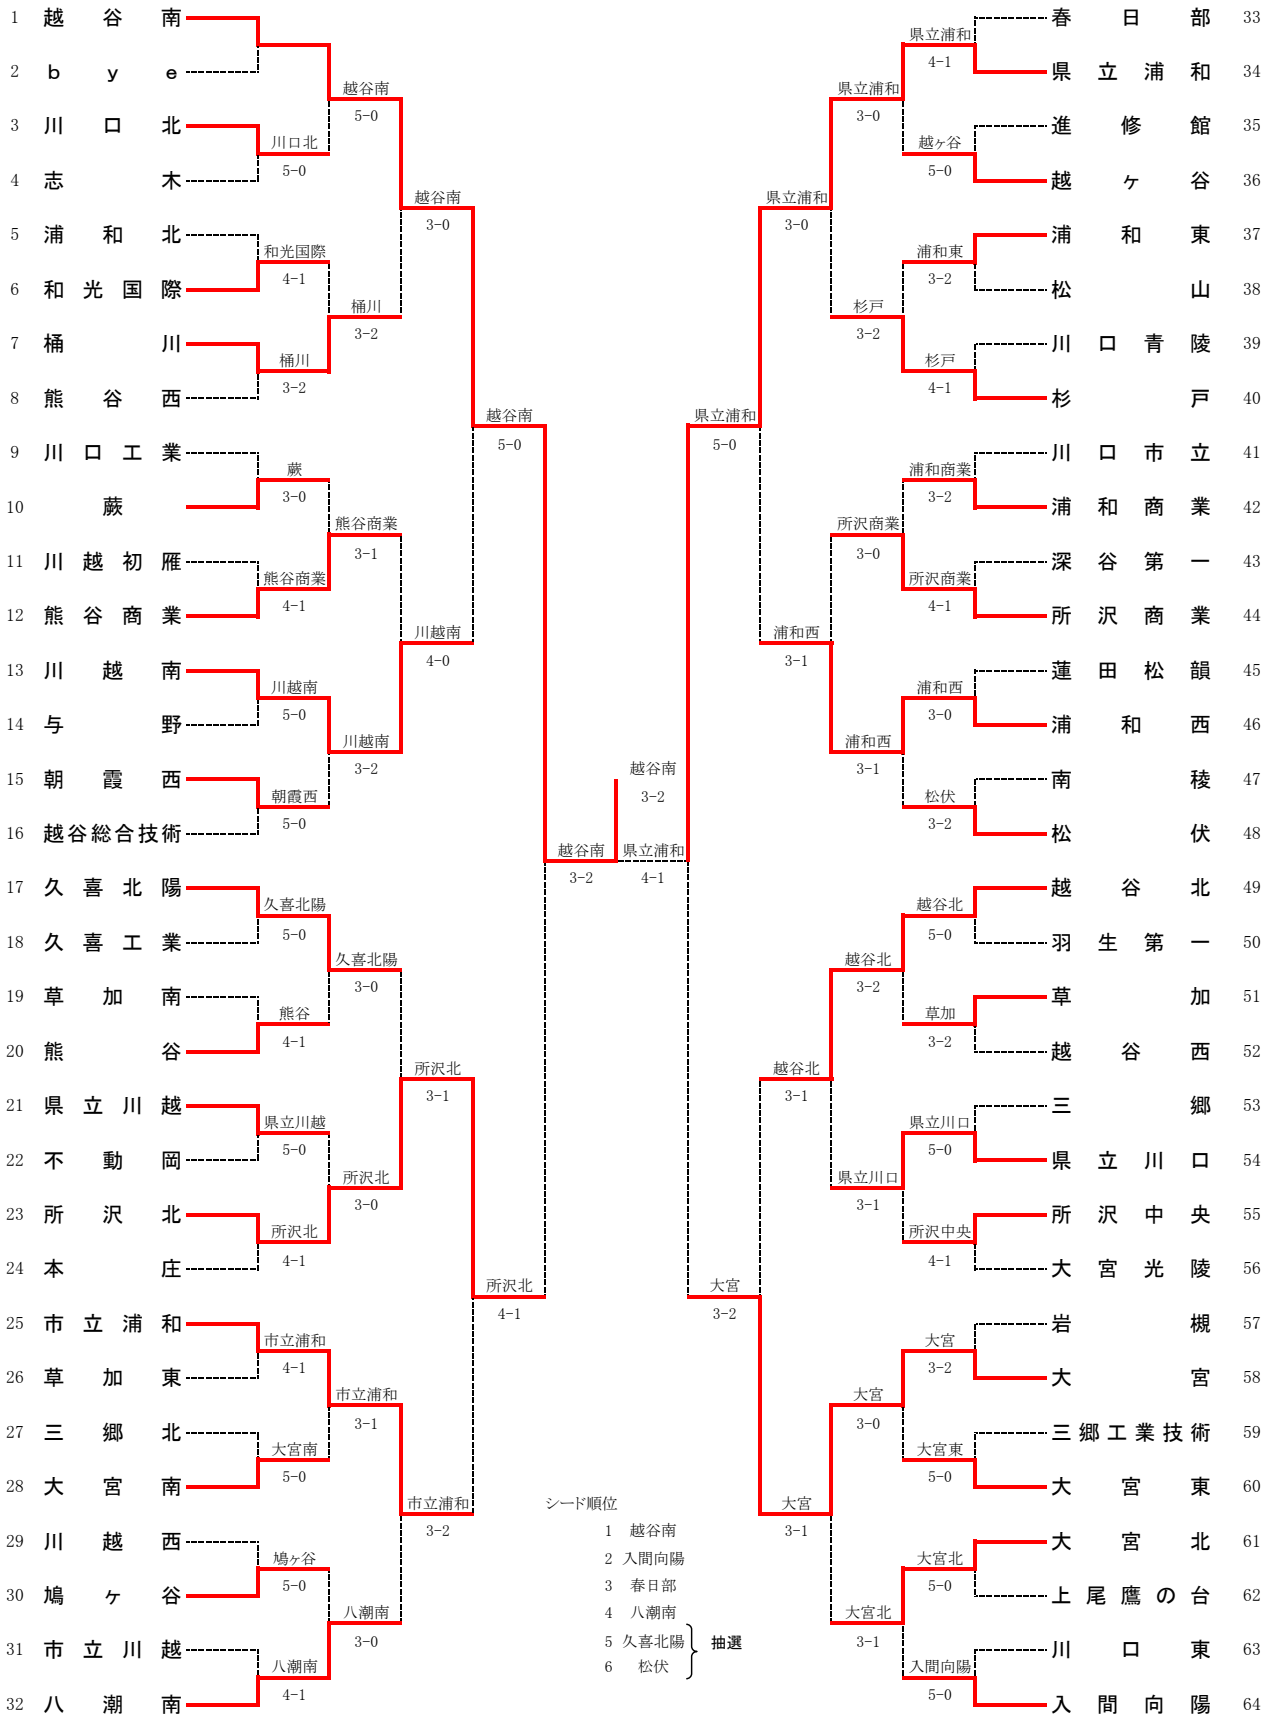 1 越谷南
2 bye
3 川口北
4 志木
5 浦和北
6 和光国際
7 桶川
8 熊谷西
9 川口工業
10 蕨
11 川越初雁
12 熊谷商業
13 川越南
14 与野
15 朝霞西
16 越谷総合技術
17 久喜北陽
18 久喜工業
19 草加南
20 熊谷
21 県立川越
22 不動岡
23 所沢北
24 本庄
25 市立浦和
26 草加東
27 三郷北
28 大宮南
29 川越西
30 鳩ヶ谷
31 市立川越
32 八潮南
川口北
5-0
和光国際
4-1
桶川
3-2
蕨
3-0
熊谷商業
4-1
川越南
5-0
朝霞西
5-0
久喜北陽
5-0
熊谷
4-1
県立川越
5-0
所沢北
4-1
市立浦和
4-1
大宮南
5-0
鳩ヶ谷
5-0
八潮南
4-1
越谷南
5-0
桶川
3-2
熊谷商業
3-1
川越南
3-2
久喜北陽
3-0
所沢北
3-0
市立浦和
3-1
八潮南
3-0
越谷南
3-0
川越南
4-0
所沢北
3-1
市立浦和
3-2
越谷南
5-0
所沢北
4-1
越谷南
3-2
越谷南
3-2
県立浦和
4-1
県立浦和
5-0
大宮
3-2
県立浦和
3-0
浦和西
3-1
越谷北
3-1
大宮
3-1
県立浦和
3-0
杉戸
3-2
所沢商業
3-0
浦和西
3-1
越谷北
3-2
県立川口
3-1
大宮
3-0
大宮北
3-1
県立浦和
4-1
越ヶ谷
5-0
浦和東
3-2
杉戸
4-1
浦和商業
3-2
所沢商業
4-1
浦和西
3-0
松伏
3-2
越谷北
5-0
草加
3-2
県立川口
5-0
所沢中央
4-1
大宮
3-2
大宮東
5-0
大宮北
5-0
入間向陽
5-0
春日部 33
県立浦和 34
進修館 35
越ヶ谷 36
浦和東 37
松山 38
川口青陵 39
杉戸 40
川口市立 41
浦和商業 42
深谷第一 43
所沢商業 44
蓮田松韻 45
浦和西 46
南稜 47
松伏 48
越谷北 49
羽生第一 50
草加 51
越谷西 52
三郷 53
県立川口 54
所沢中央 55
大宮光陵 56
岩槻 57
大宮 58
三郷工業技術 59
大宮東 60
大宮北 61
上尾鷹の台 62
川口東 63
入間向陽 64
シード順位
1 越谷南
2 入間向陽
3 春日部
4 八潮南
5 久喜北陽
6 松伏
抽選